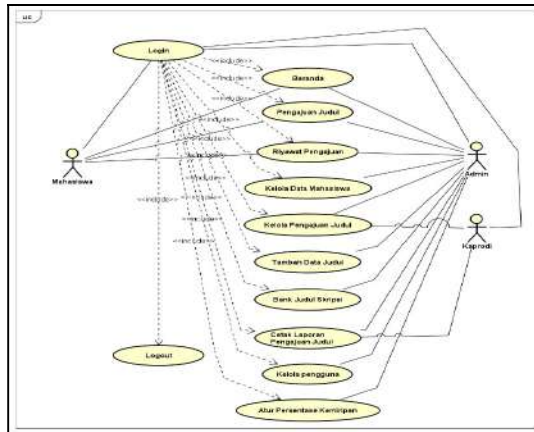 uc
Login
<<include>>
Beranda
<<include>>
Pengajuan Judul
<<include>>
<<include>>
Riyawat Pengajuan
Mahasiswa
Admin
<<include>>
Kelola Data Mahasiswa
<<include>>
<<include>>
<<include>>
Kelola Pengajuan Judul
Kaprodi
<<include>>
Tambah Data Judul
Bank Judul Skripsi
Cetak Laporan
Pengajuan Judul
Logout
Kelola pengguna
Atur Persentase Kemiripan